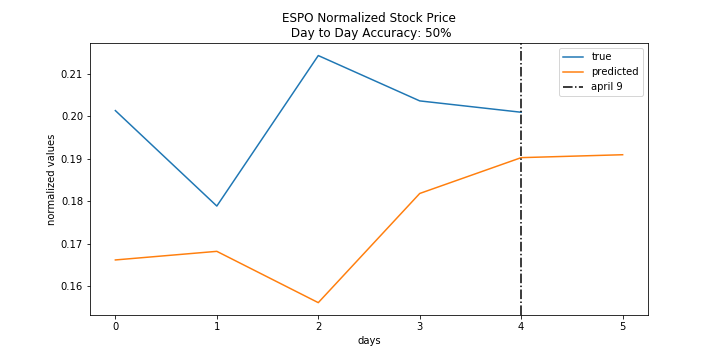 ESPO Normalized Stock Price
Day to Day Accuracy: 50%
true
predicted
april 9
normalized values
0.21
0.20
0.19
0.18
0.17
0.16
0 1 2 3 4 5
days